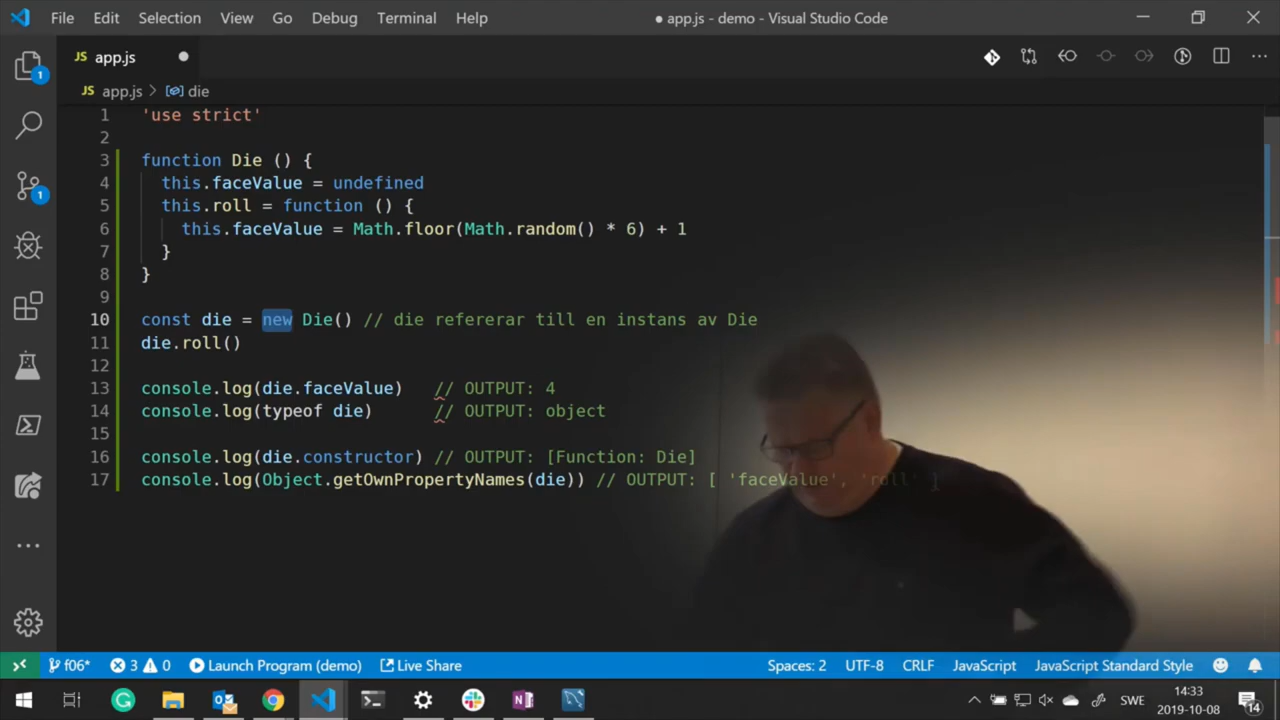 File Edit Selection View Go Debug Terminal Help ● app.js - demo - Visual Studio Code
JS app.js ●
JS app.js > die
1 'use strict'
2
3 function Die () {
4 this.faceValue = undefined
5 this.roll = function () {
6 this.faceValue = Math.floor(Math.random() * 6) + 1
7 }
8 }
9
10 const die = new Die() // die refererar till en instans av Die
11 die.roll()
12
13 console.log(die.faceValue) // OUTPUT: 4
14 console.log(typeof die) // OUTPUT: object
15
16 console.log(die.constructor) // OUTPUT: [Function: Die]
17 console.log(Object.getOwnPropertyNames(die)) // OUTPUT: [ 'faceValue', 'roll' ]
1
1
f06* 3 0 Launch Program (demo) Live Share Spaces: 2 UTF-8 CRLF JavaScript JavaScript Standard Style
SWE 14:33
2019-10-08 14